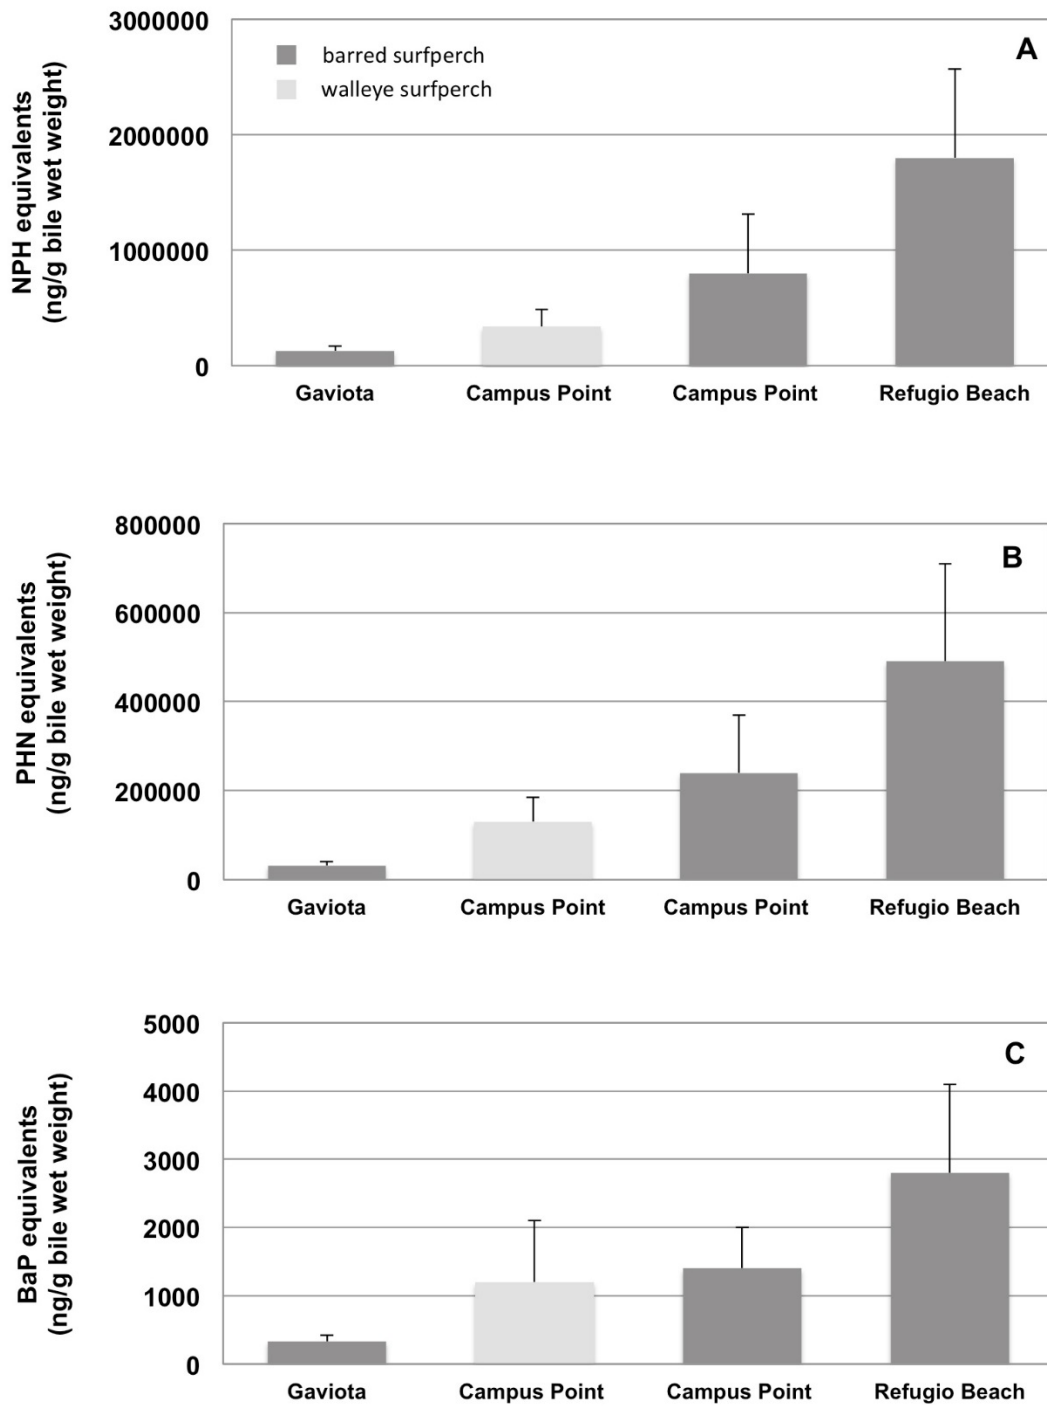 NPH equivalents
(ng/g bile wet weight)
3000000
2000000
1000000
0
barred surfperch
walleye surfperch
A
Gaviota
Campus Point
Campus Point
Refugio Beach
PHN equivalents
(ng/g bile wet weight)
800000
600000
400000
200000
0
B
Gaviota
Campus Point
Campus Point
Refugio Beach
BaP equivalents
(ng/g bile wet weight)
5000
4000
3000
2000
1000
0
C
Gaviota
Campus Point
Campus Point
Refugio Beach